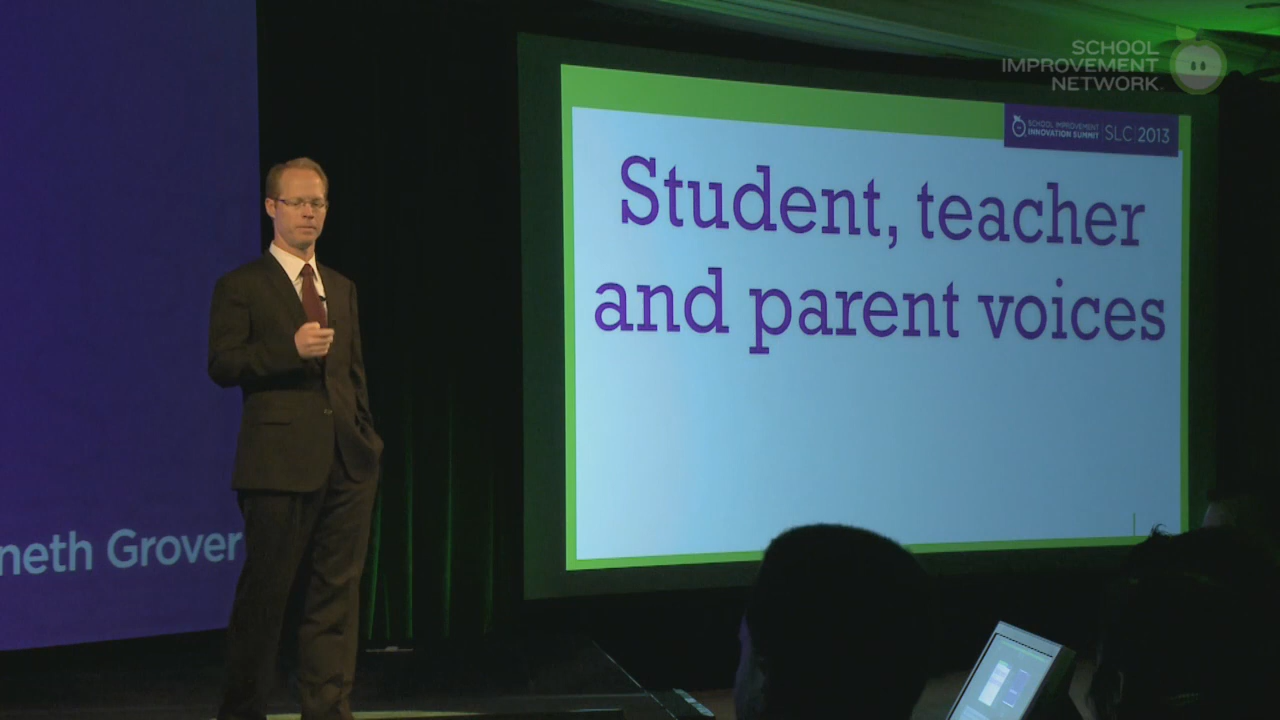 SCHOOL
IMPROVEMENT
NETWORK
SCHOOL IMPROVEMENT
INNOVATION SUMMIT
SLC 2013
Student, teacher
and parent voices
neth Grover